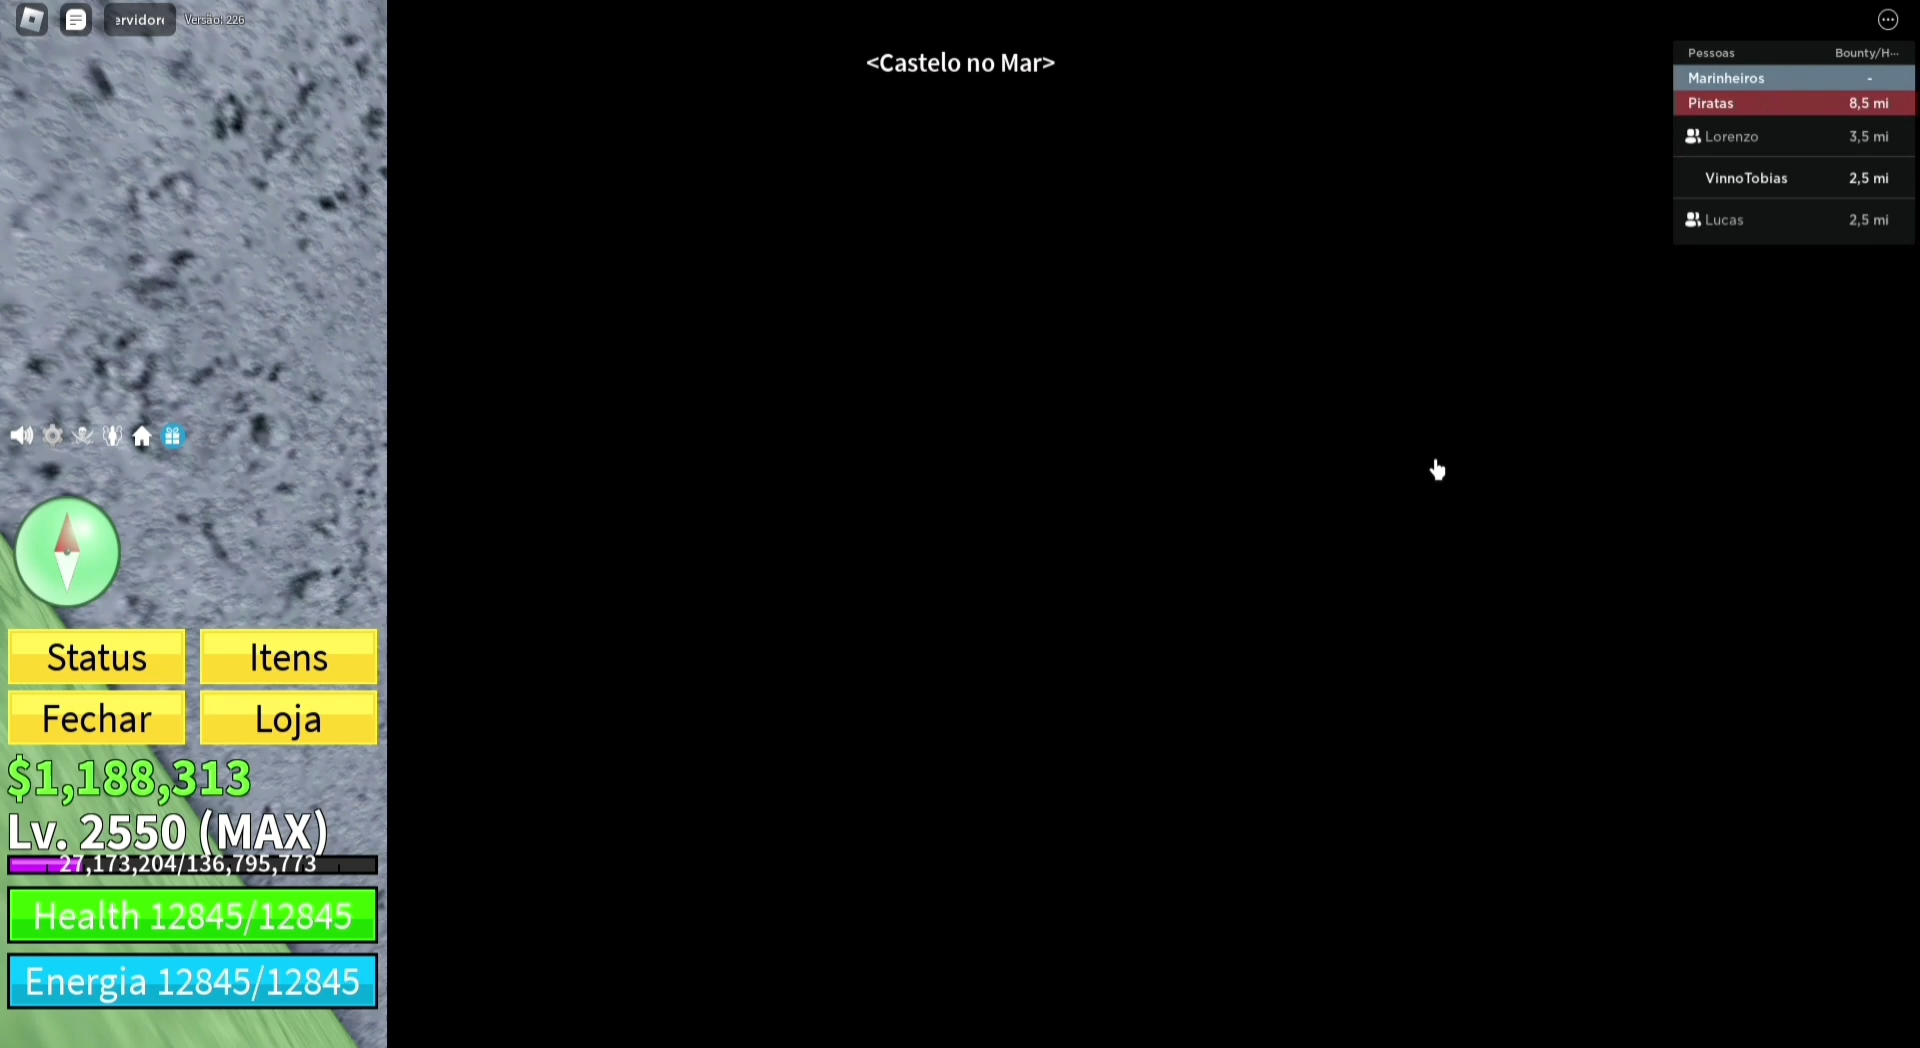 ervidore
Versão: 226
<Castelo no Mar>
Pessoas Bounty/H...
Marinheiros -
Piratas 8,5 mi
Lorenzo 3,5 mi
VinnoTobias 2,5 mi
Lucas 2,5 mi
Status Itens
Fechar Loja
$1,188,313
Lv. 2550 (MAX)
27,173,204/136,795,773
Health 12845/12845
Energia 12845/12845